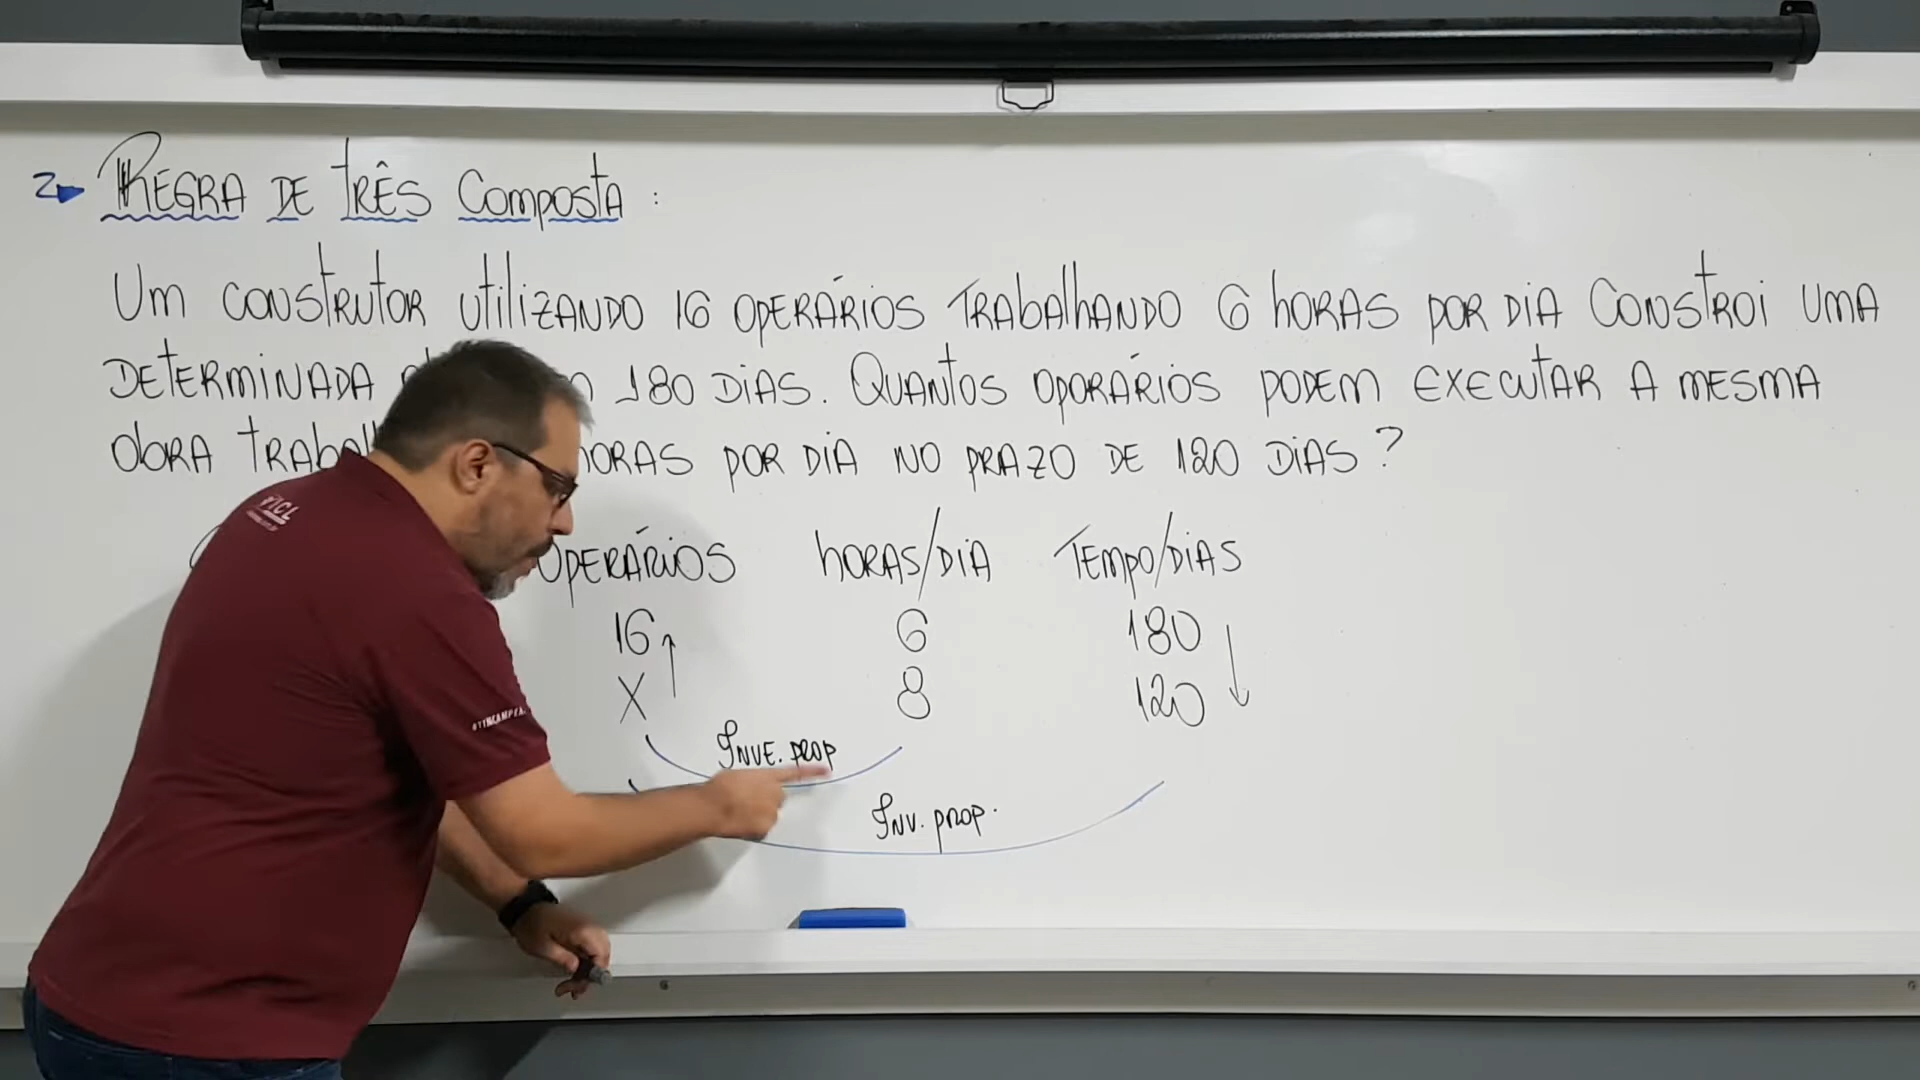 2 REGRA DE TRÊS COMPOSTA :
UM CONSTRUTOR UTILIZANDO 16 OPERÁRIOS TRABALHANDO 6 HORAS POR DIA CONSTROI UMA
DETERMINADA 180 DIAS. QUANTOS OPORÁRIOS PODEM EXECUTAR A MESMA
OBRA HORAS POR DIA NO PRAZO DE 120 DIAS ?
OPERÁRIOS HORAS/DIA TEMPO/DIAS
16 6 180
X 8 120
INVE. PROP
INV. PROP.